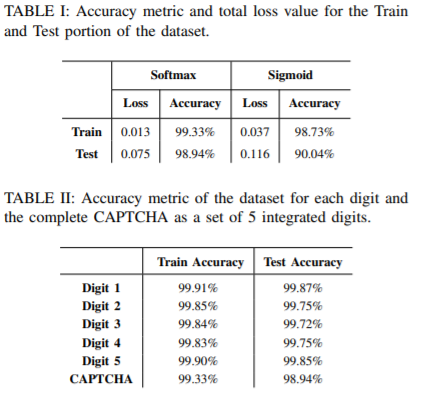 TABLE I: Accuracy metric and total loss value for the Train
and Test portion of the dataset.
Softmax Sigmoid
Loss Accuracy Loss Accuracy
Train 0.013 99.33% 0.037 98.73%
Test 0.075 98.94% 0.116 90.04%
TABLE II: Accuracy metric of the dataset for each digit and
the complete CAPTCHA as a set of 5 integrated digits.
Train Accuracy Test Accuracy
Digit 1 99.91% 99.87%
Digit 2 99.85% 99.75%
Digit 3 99.84% 99.72%
Digit 4 99.83% 99.75%
Digit 5 99.90% 99.85%
CAPTCHA 99.33% 98.94%